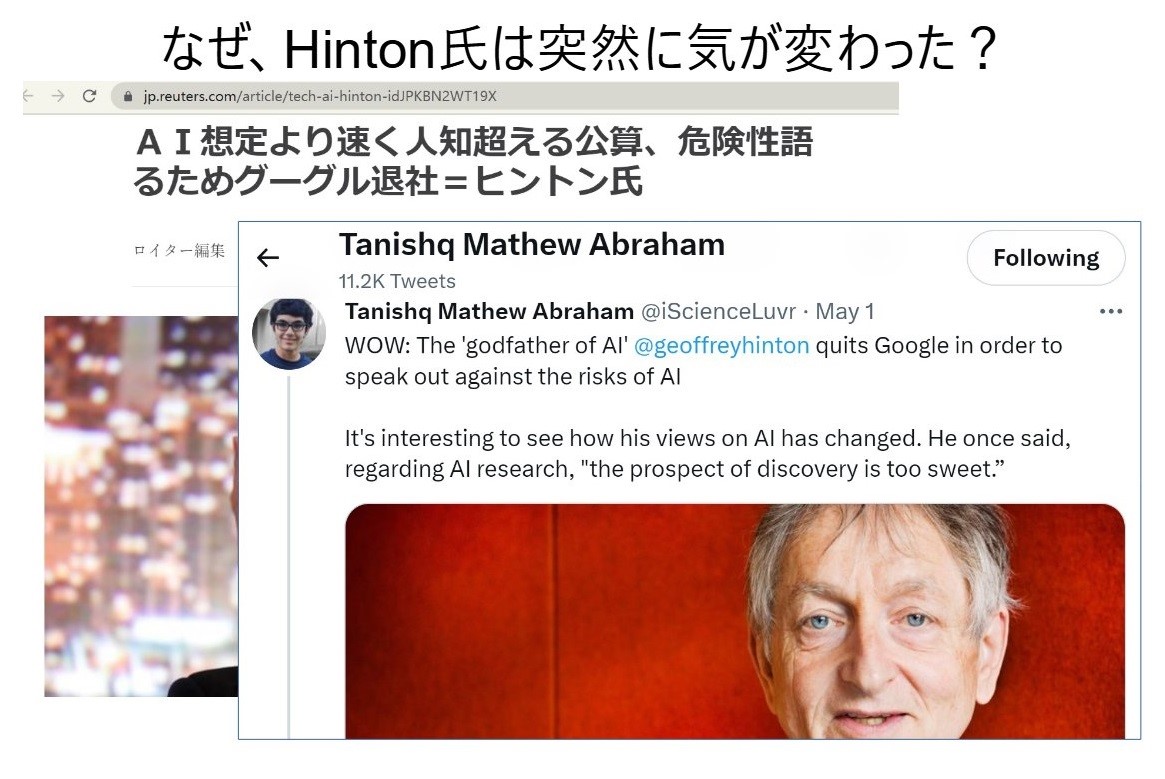 なぜ、Hinton氏は突然に気が変わった？
jp.reuters.com/article/tech-ai-hinton-idJPKBN2WT19X
ＡＩ想定より速く人知超える公算、危険性語
るためグーグル退社＝ヒントン氏
ロイター編集
Tanishq Mathew Abraham
Following
11.2K Tweets
Tanishq Mathew Abraham @iScienceLuvr · May 1
WOW: The 'godfather of AI' @geoffreyhinton quits Google in order to
speak out against the risks of AI
It's interesting to see how his views on AI has changed. He once said,
regarding AI research, "the prospect of discovery is too sweet.”